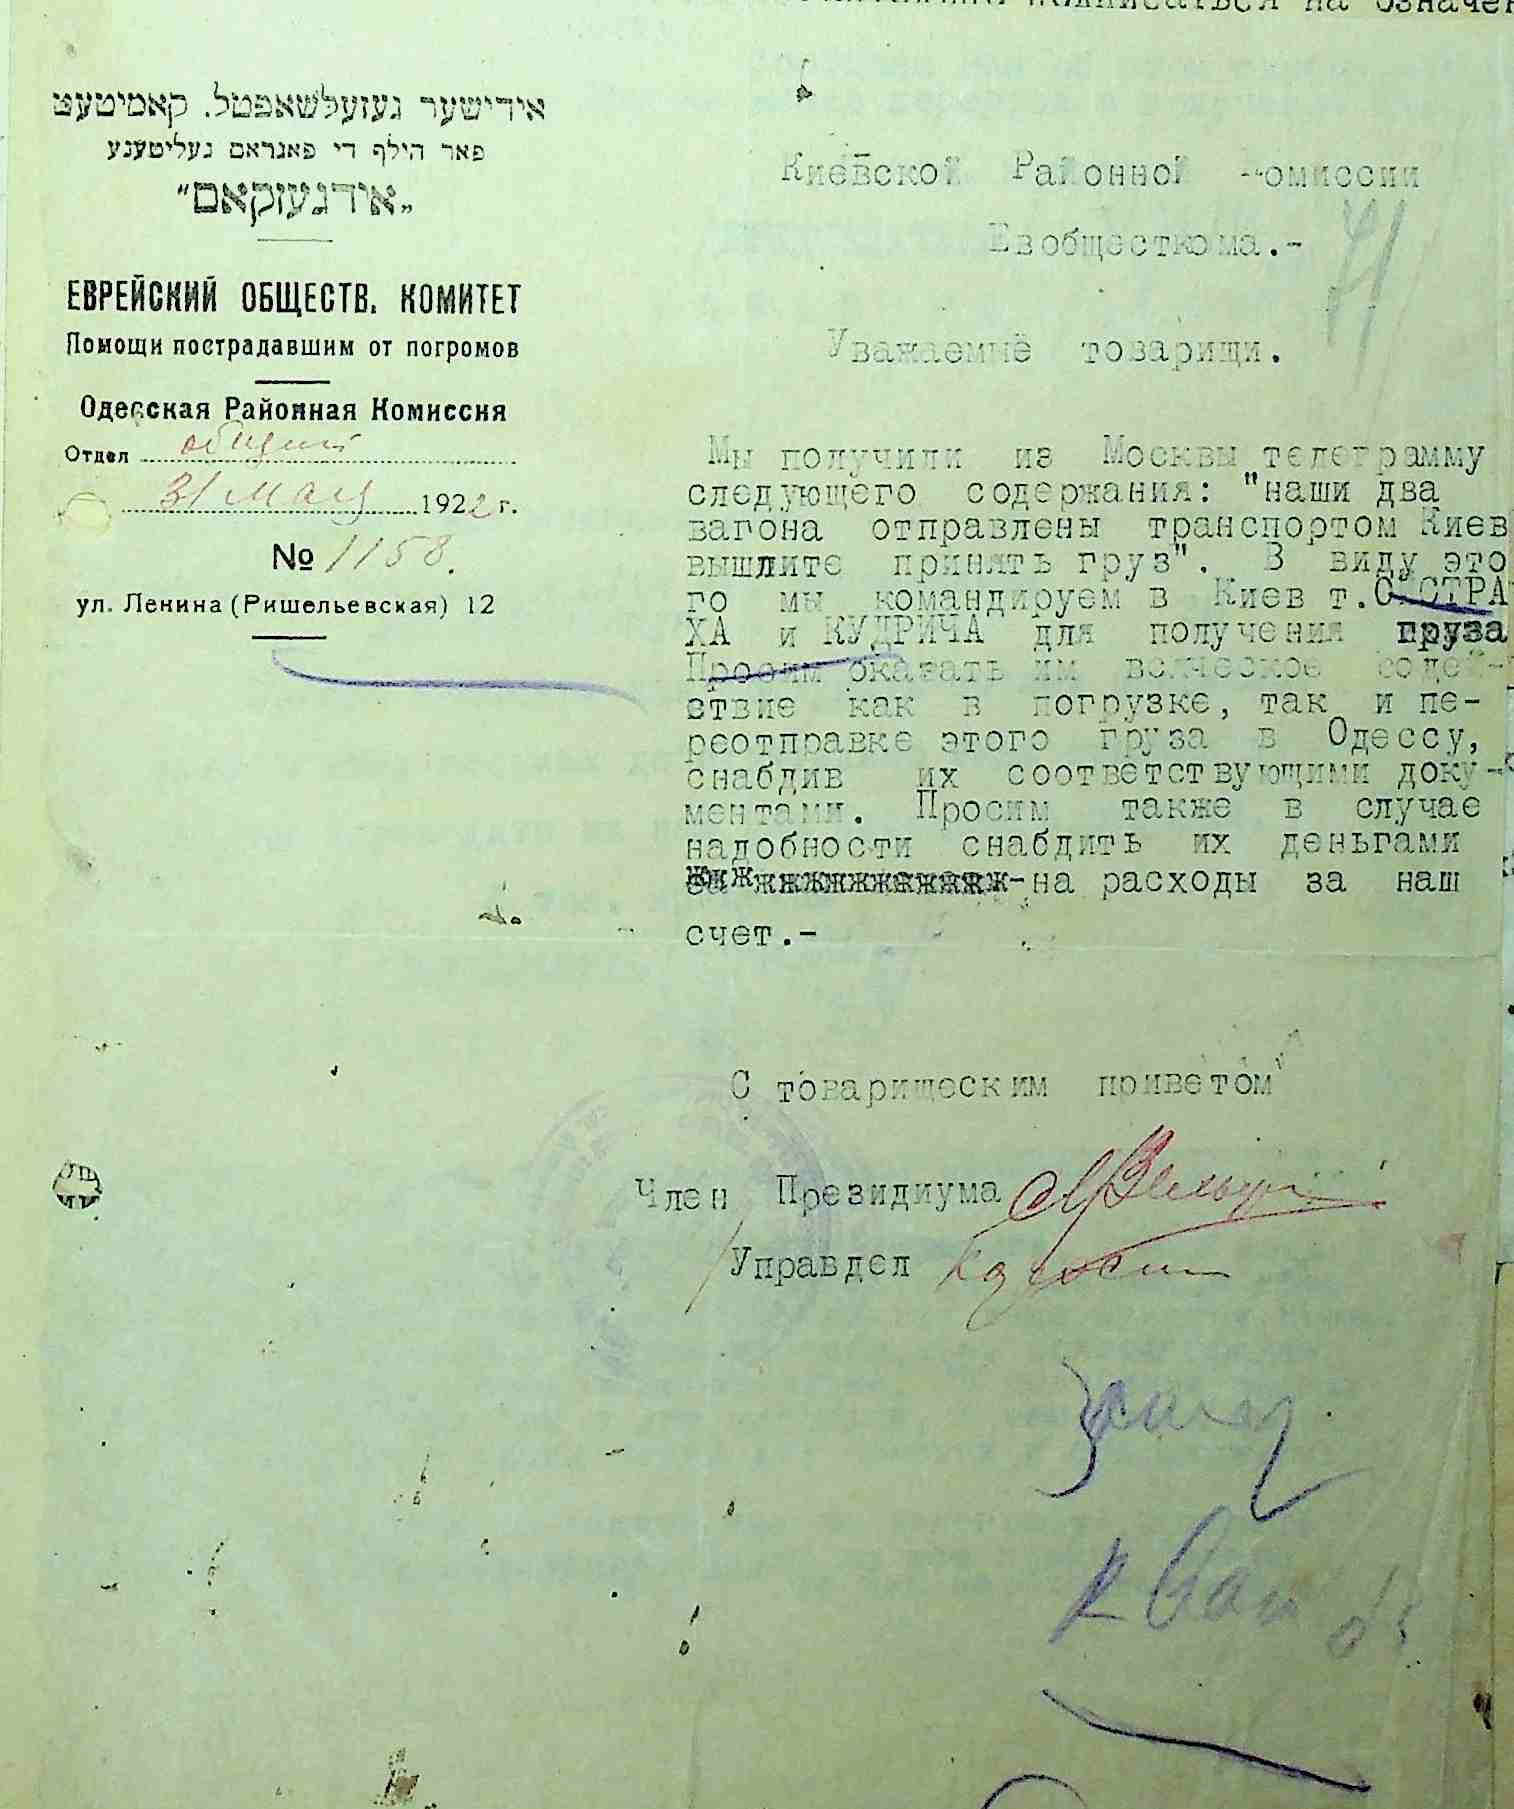 אידישער געזעלשאפטל. קאמיטעט
פאר הילף די פאגראם געליטענע
„אידגעזקאם“
ЕВРЕЙСКИЙ ОБЩЕСТВ. КОМИТЕТ
Помощи пострадавшим от погромов
Одесская Районная Комиссия
Отдел общий
31 мая 1922 г.
№ 1158.
ул. Ленина (Ришельевская) 12
на означен
Киевской Районной Комиссии
Евобщесткома.-
Уважаемые товарищи.
Мы получили из Москвы телеграмму
следующего содержания: "наши два
вагона отправлены транспортом Киев
вышлите принять груз". В виду это
го мы командируем в Киев т.С.СТРА
ХА и КУДРИЧА для получения груза
Просим оказать им всяческое содей-
ствие как в погрузке, так и пе-
реотправке этого груза в Одессу,
снабдив их соответствующими доку-
ментами. Просим также в случае
надобности снабдить их деньгами
на расходы за наш
счет.-
С товарищеским приветом
Член Президиума
Управдел